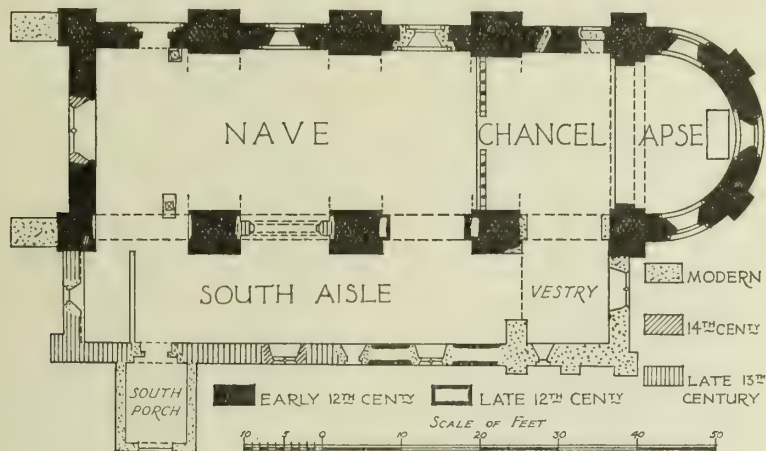 NAVE
CHANCEL
APSE
SOUTH AISLE
VESTRY
SOUTH
PORCH
MODERN
14TH CENTY
LATE 13TH
CENTURY
EARLY 12TH CENTY
LATE 12TH CENTY
SCALE OF FEET
10 5 0 10 20 30 40 50